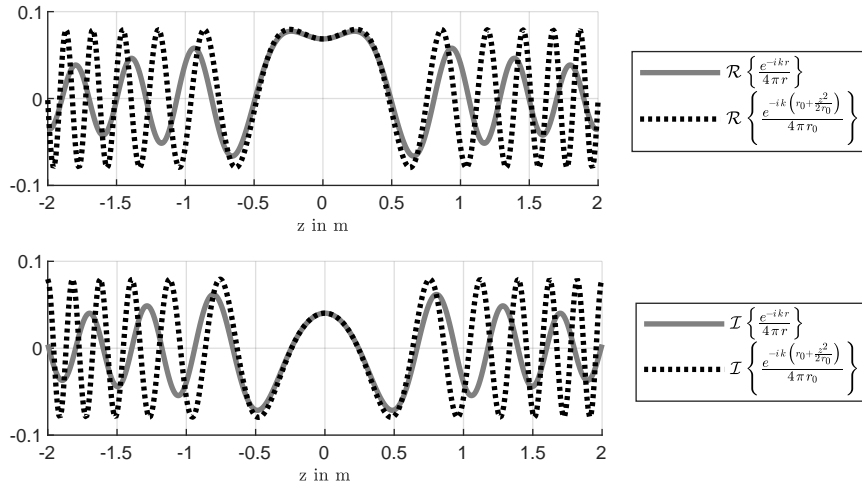 0.1
0
-0.1
-2 -1.5 -1 -0.5 0 0.5 1 1.5 2
z in m
ℛ { e^{-ikr} / 4πr }
ℛ { e^{-ik(r_0+\frac{z^2}{2r_0})} / 4πr_0 }
0.1
0
-0.1
-2 -1.5 -1 -0.5 0 0.5 1 1.5 2
z in m
ℐ { e^{-ikr} / 4πr }
ℐ { e^{-ik(r_0+\frac{z^2}{2r_0})} / 4πr_0 }